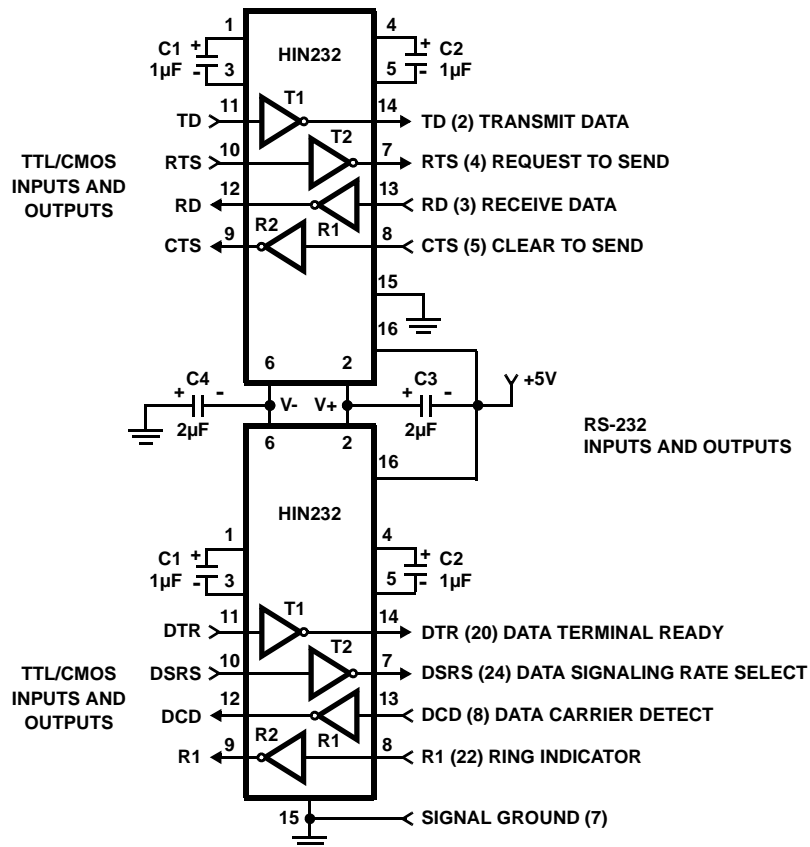 1
4
C1 + 1µF -
HIN232
+ C2 - 1µF
3
5
TTL/CMOS
INPUTS AND
OUTPUTS
TD 11 T1 14 TD (2) TRANSMIT DATA
RTS 10 T2 7 RTS (4) REQUEST TO SEND
RD 12 R1 13 RD (3) RECEIVE DATA
CTS 9 R2 8 CTS (5) CLEAR TO SEND
15
16
6 2
C4 + - 2µF
V- V+
C3 + - 2µF
+5V
RS-232
INPUTS AND OUTPUTS
6 2
16
HIN232
1
4
C1 + 1µF -
+ C2 - 1µF
3
5
TTL/CMOS
INPUTS AND
OUTPUTS
DTR 11 T1 14 DTR (20) DATA TERMINAL READY
DSRS 10 T2 7 DSRS (24) DATA SIGNALING RATE SELECT
DCD 12 R1 13 DCD (8) DATA CARRIER DETECT
R1 9 R2 8 R1 (22) RING INDICATOR
15 SIGNAL GROUND (7)